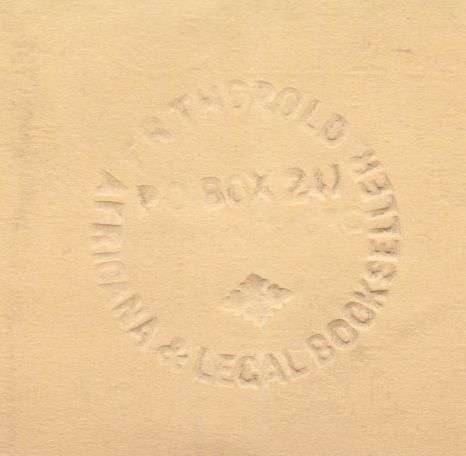 THOROLD
PO BOX
AFRICANA & LEGAL BOOKSELLER